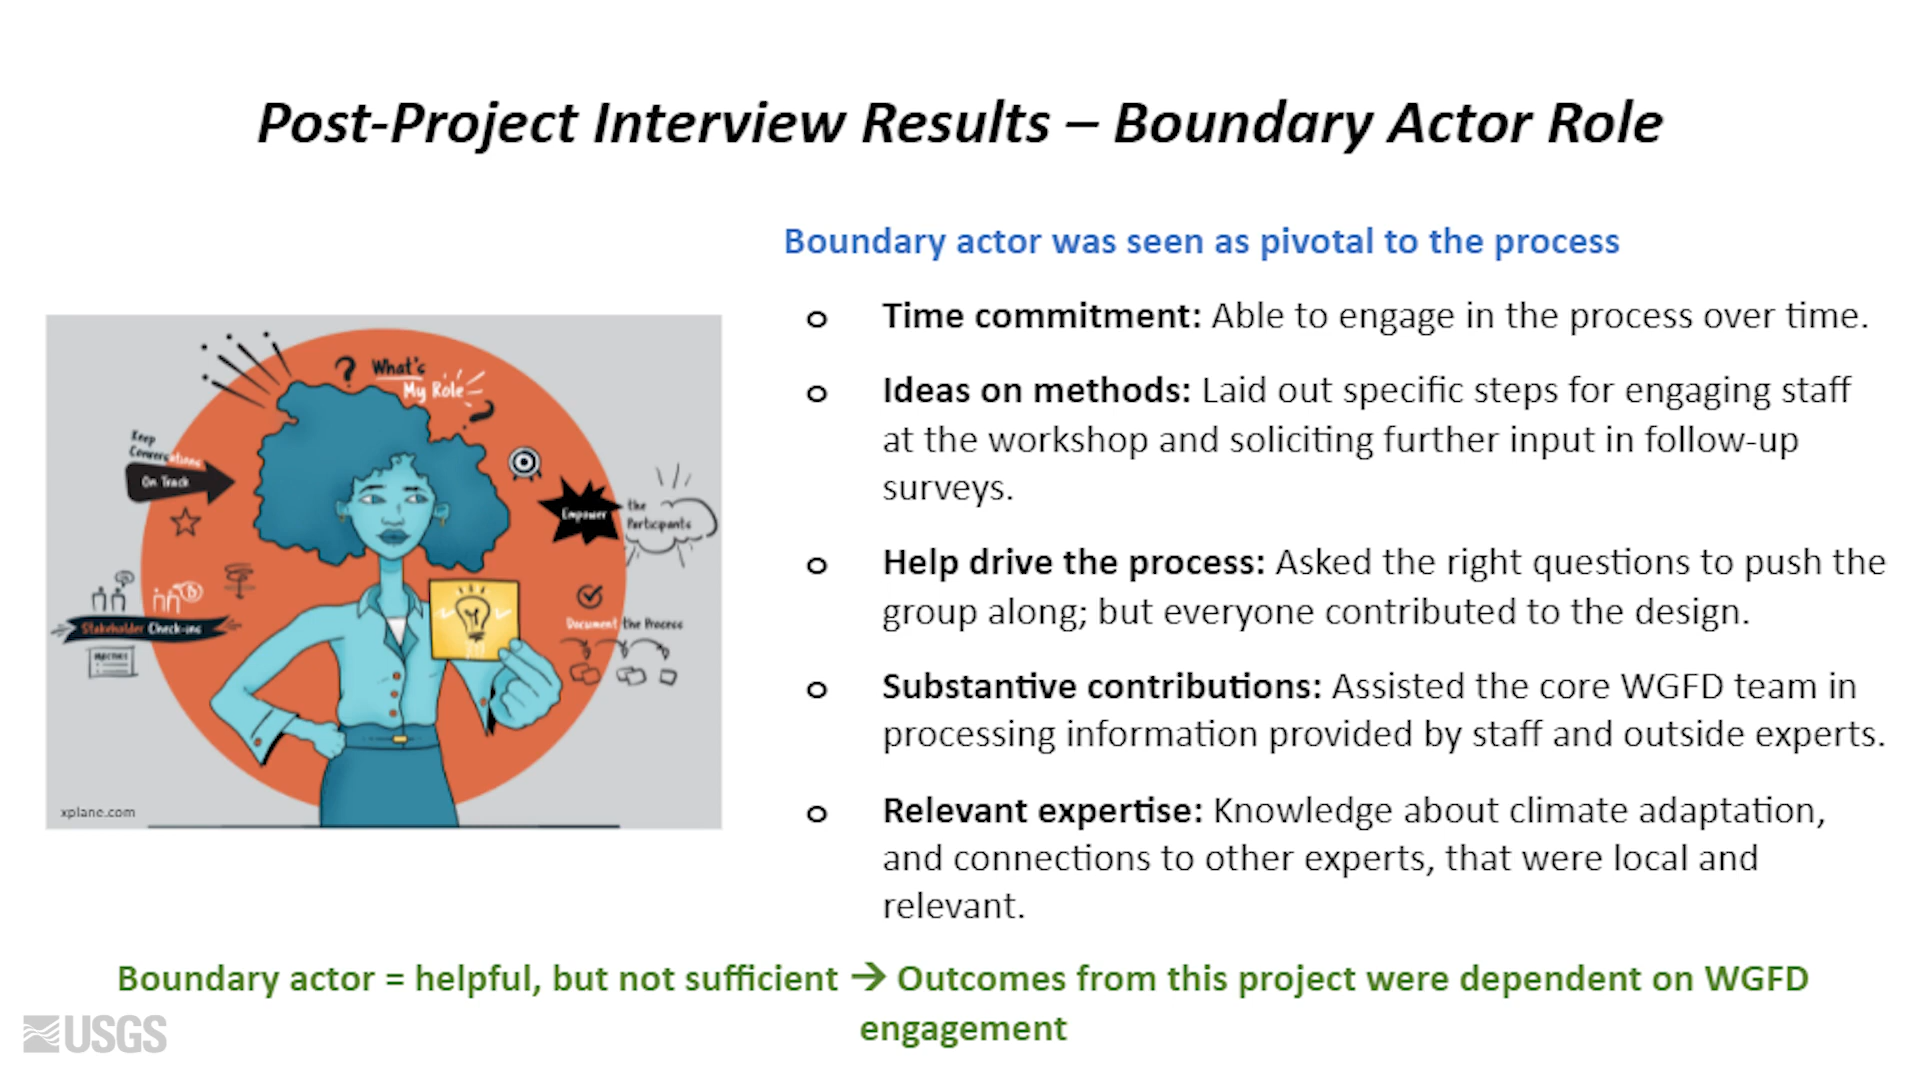 Post-Project Interview Results – Boundary Actor Role
Boundary actor was seen as pivotal to the process
o Time commitment: Able to engage in the process over time.
o Ideas on methods: Laid out specific steps for engaging staff
at the workshop and soliciting further input in follow-up
surveys.
o Help drive the process: Asked the right questions to push the
group along; but everyone contributed to the design.
o Substantive contributions: Assisted the core WGFD team in
processing information provided by staff and outside experts.
o Relevant expertise: Knowledge about climate adaptation,
and connections to other experts, that were local and
relevant.
? What's
My Role
?
Keep
Conversations
On Track
Empower
the
Participants
Stakeholder Check-ins
Document the Process
xplane.com
Boundary actor = helpful, but not sufficient → Outcomes from this project were dependent on WGFD
engagement
USGS